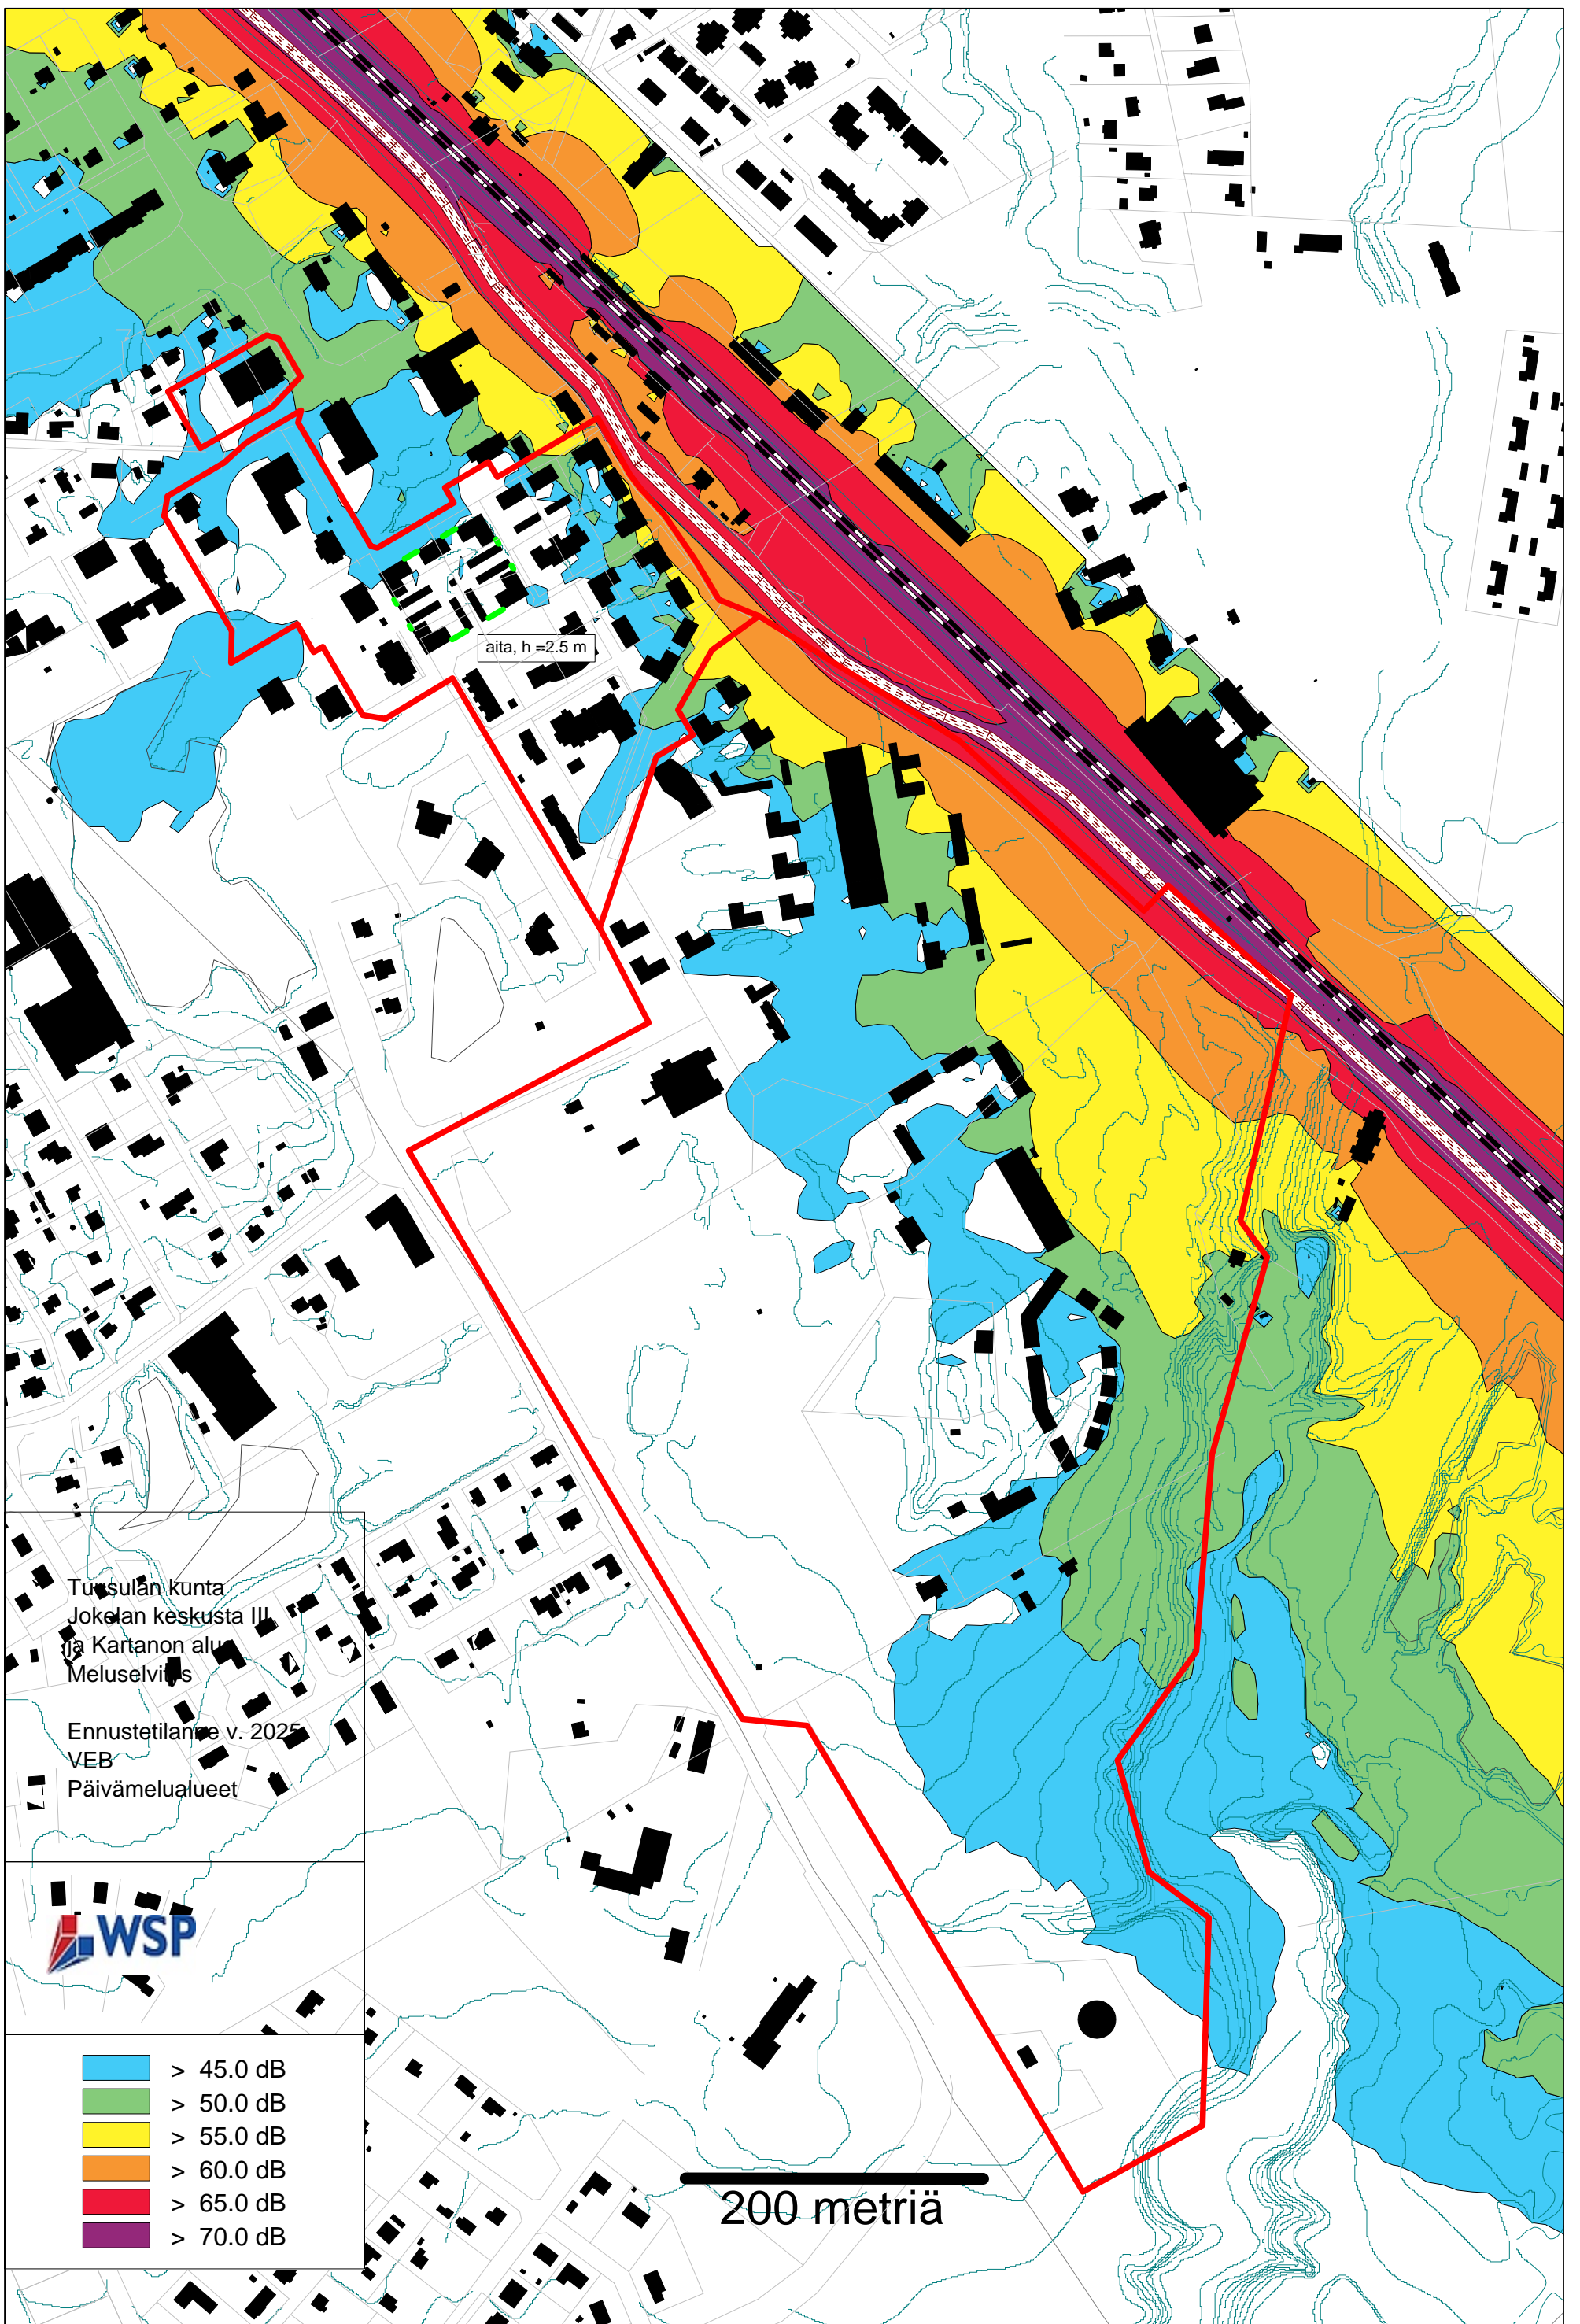 aita, h =2.5 m
Tuusulan kunta
Jokelan keskusta III
ja Kartanon alue
Meluselvitys
Ennustetilanne v. 2025
VEB
Päivämelualueet
WSP
> 45.0 dB
> 50.0 dB
> 55.0 dB
> 60.0 dB
> 65.0 dB
> 70.0 dB
200 metriä